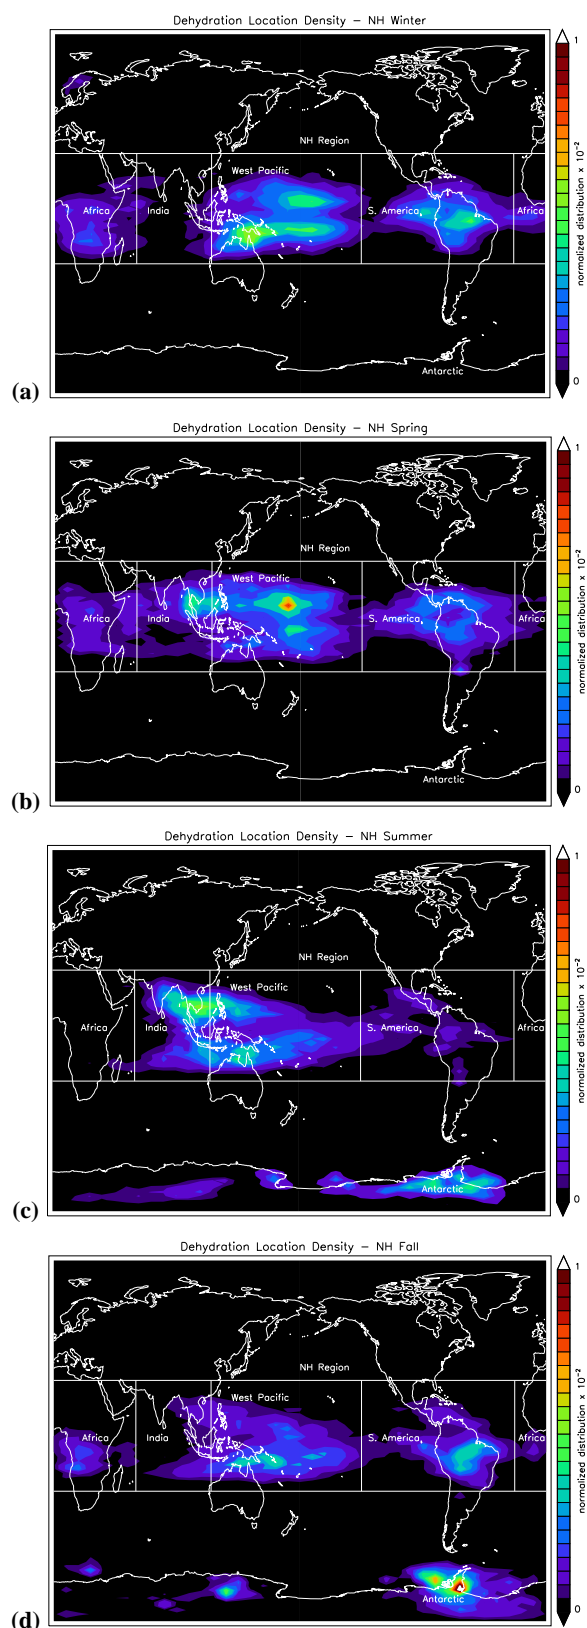 Dehydration Location Density - NH Winter
1
NH Region
West Pacific
Africa
India
S. America
Africa
normalized distribution x 10⁻²
Antarctic
0
(a)
Dehydration Location Density - NH Spring
1
NH Region
West Pacific
Africa
India
S. America
Africa
normalized distribution x 10⁻²
Antarctic
0
(b)
Dehydration Location Density - NH Summer
1
NH Region
West Pacific
Africa
India
S. America
Africa
normalized distribution x 10⁻²
Antarctic
0
(c)
Dehydration Location Density - NH Fall
1
NH Region
West Pacific
Africa
India
S. America
Africa
normalized distribution x 10⁻²
Antarctic
0
(d)